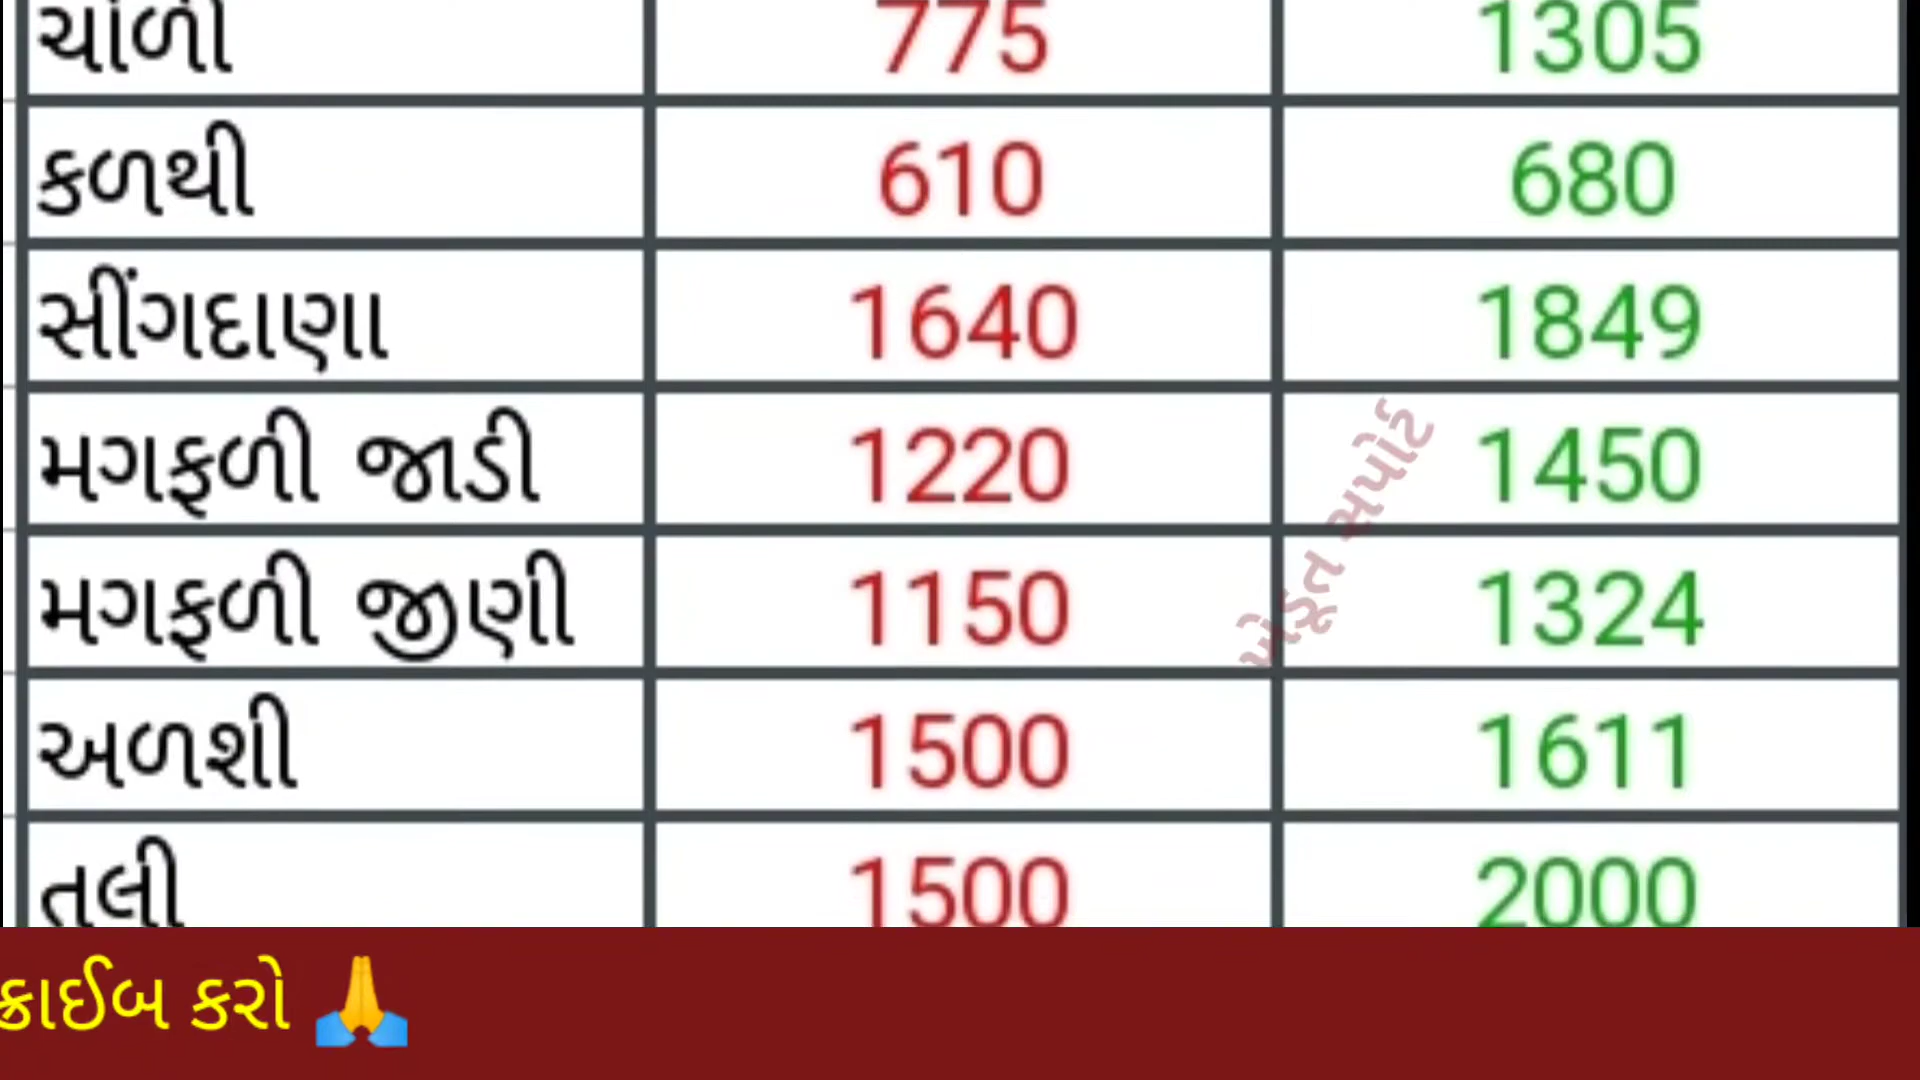 ચોળી 775 1305
કળથી 610 680
સીંગદાણા 1640 1849
મગફળી જાડી 1220 1450
મગફળી જીણી 1150 1324
અળશી 1500 1611
તલી 1500 2000
ખેડૂત સપોર્ટ
ક્રાઈબ કરો 🙏